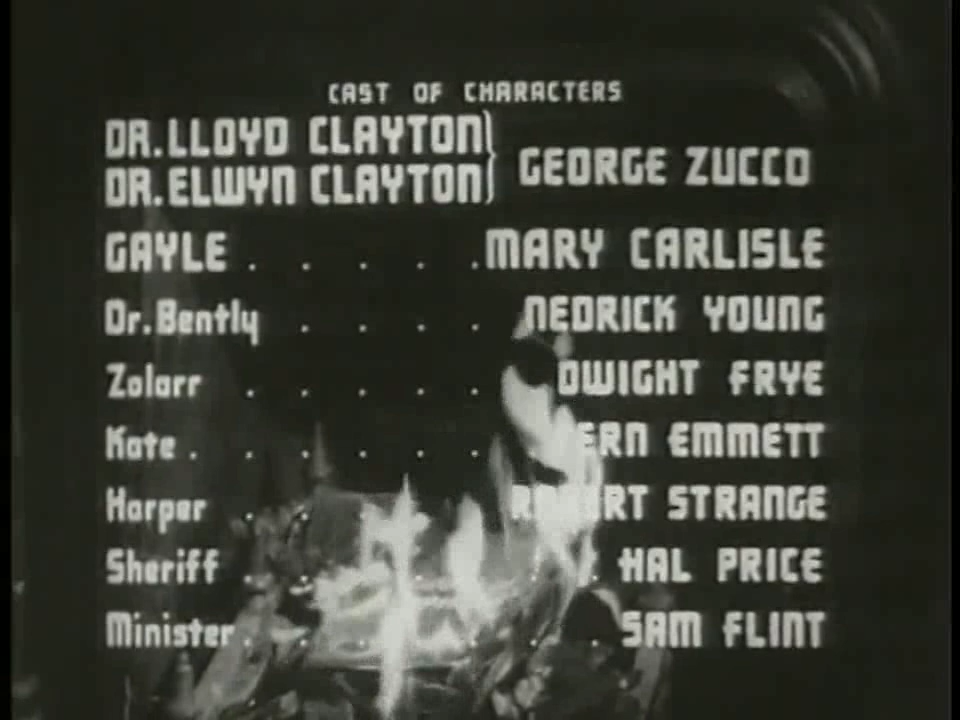 CAST OF CHARACTERS
DR.LLOYD CLAYTON
DR.ELWYN CLAYTON
GEORGE ZUCCO
GAYLE . . . . . MARY CARLISLE
Dr.Bently . . . . NEDRICK YOUNG
Zolarr . . . . . DWIGHT FRYE
Kate . . . . . . EMMETT
Harper . . STRANGE
Sheriff . . . . HAL PRICE
Minister . . . . . SAM FLINT